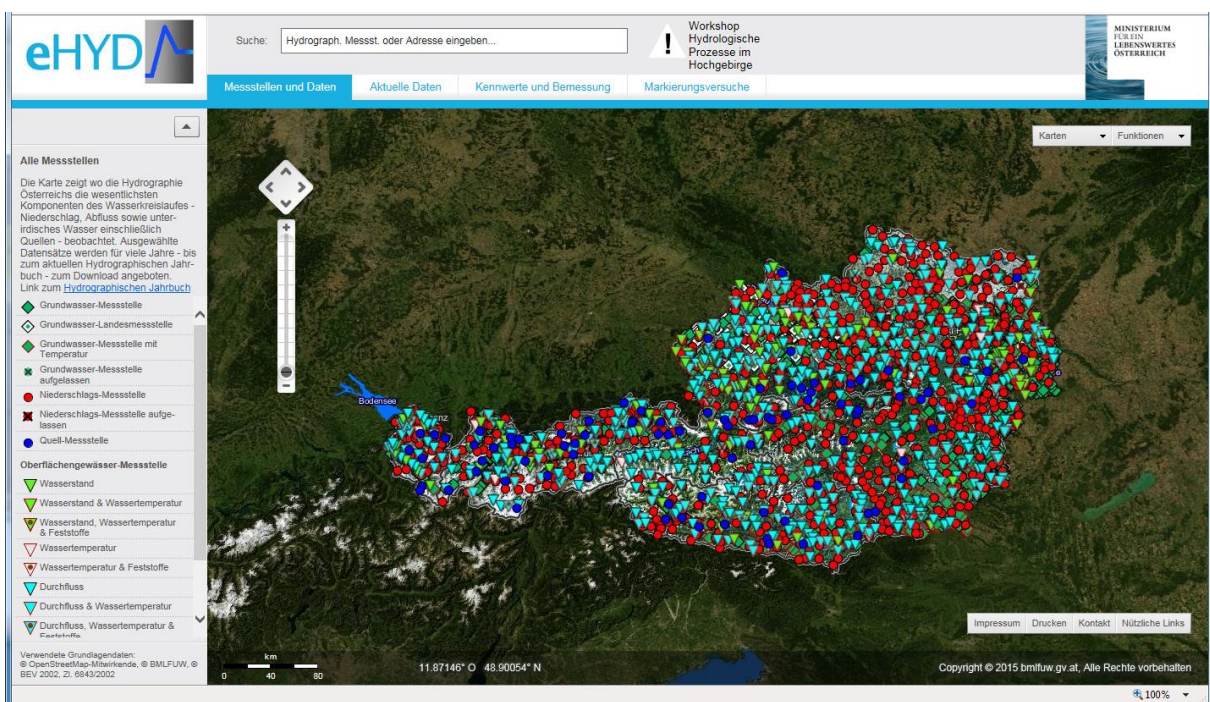 eHYD
Suche:
Hydrograph. Messst. oder Adresse eingeben...
Workshop
Hydrologische
Prozesse im
Hochgebirge
MINISTERIUM
FÜR EIN
LEBENSWERTES
ÖSTERREICH
Messstellen und Daten
Aktuelle Daten
Kennwerte und Bemessung
Markierungsversuche
Karten
Funktionen
Alle Messstellen
Die Karte zeigt wo die Hydrographie
Österreichs die wesentlichsten
Komponenten des Wasserkreislaufes -
Niederschlag, Abfluss sowie unter-
irdisches Wasser einschließlich
Quellen - beobachtet. Ausgewählte
Datensätze werden für viele Jahre - bis
zum aktuellen Hydrographischen Jahr-
buch - zum Download angeboten.
Link zum Hydrographischen Jahrbuch
Grundwasser-Messstelle
Grundwasser-Landesmessstelle
Grundwasser-Messstelle mit
Temperatur
Grundwasser-Messstelle
aufgelassen
Niederschlags-Messstelle
Niederschlags-Messstelle aufge-
lassen
Quell-Messstelle
Oberflächengewässer-Messstelle
Wasserstand
Wasserstand & Wassertemperatur
Wasserstand, Wassertemperatur
& Feststoffe
Wassertemperatur
Wassertemperatur & Feststoffe
Durchfluss
Durchfluss & Wassertemperatur
Durchfluss, Wassertemperatur &
Feststoffe
Verwendete Grundlagendaten:
© OpenStreetMap-Mitwirkende, © BMLFUW, ©
BEV 2002, Zl. 6843/2002
Bodensee
Impressum
Drucken
Kontakt
Nützliche Links
km
0 40 80
11.87146° O 48.90054° N
Copyright © 2015 bmlfuw.gv.at, Alle Rechte vorbehalten
100%